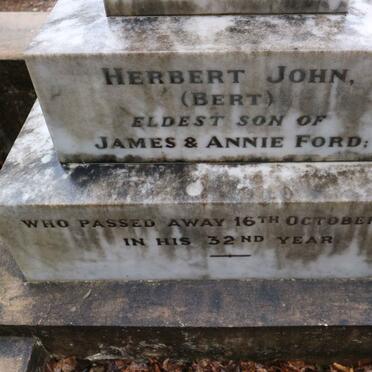 HERBERT JOHN,
(BERT)
ELDEST SON OF
JAMES & ANNIE FORD;
WHO PASSED AWAY 16TH OCTOBER
IN HIS 32ND YEAR